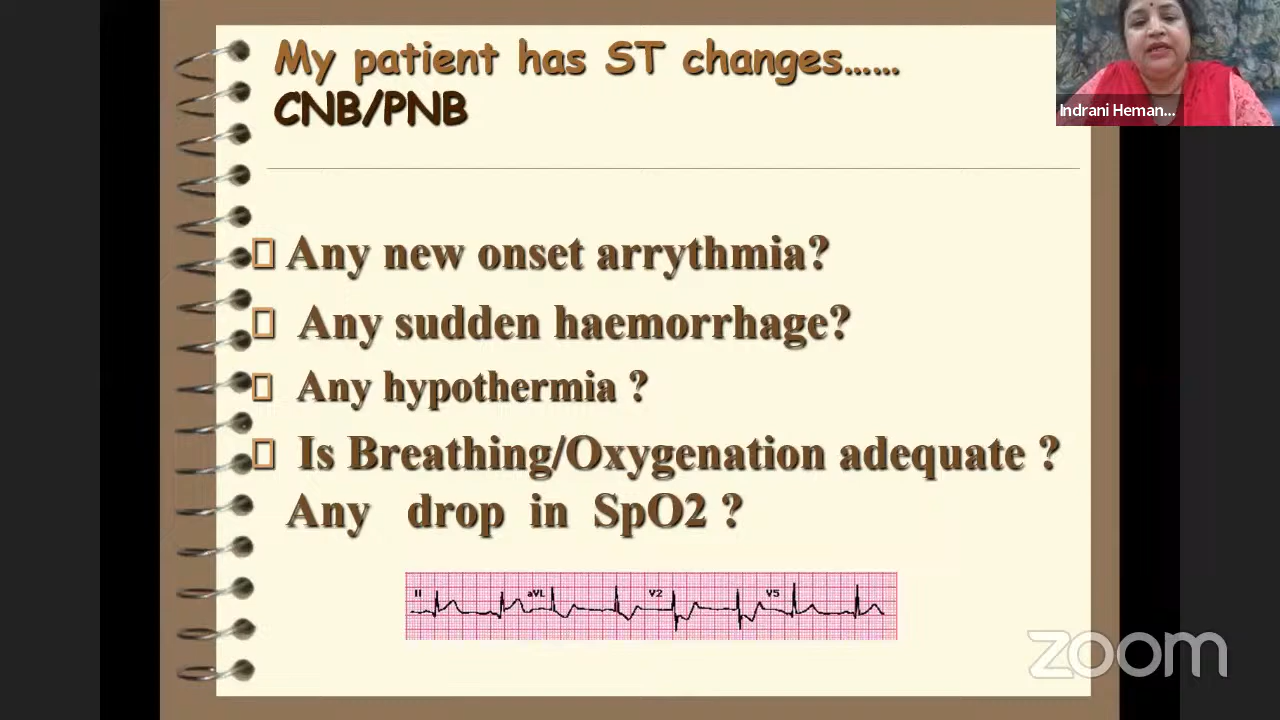 My patient has ST changes……
CNB/PNB
Indrani Heman...
Any new onset arrythmia?
Any sudden haemorrhage?
Any hypothermia ?
Is Breathing/Oxygenation adequate ?
Any drop in SpO2 ?
II aVL V2 V5
zoom